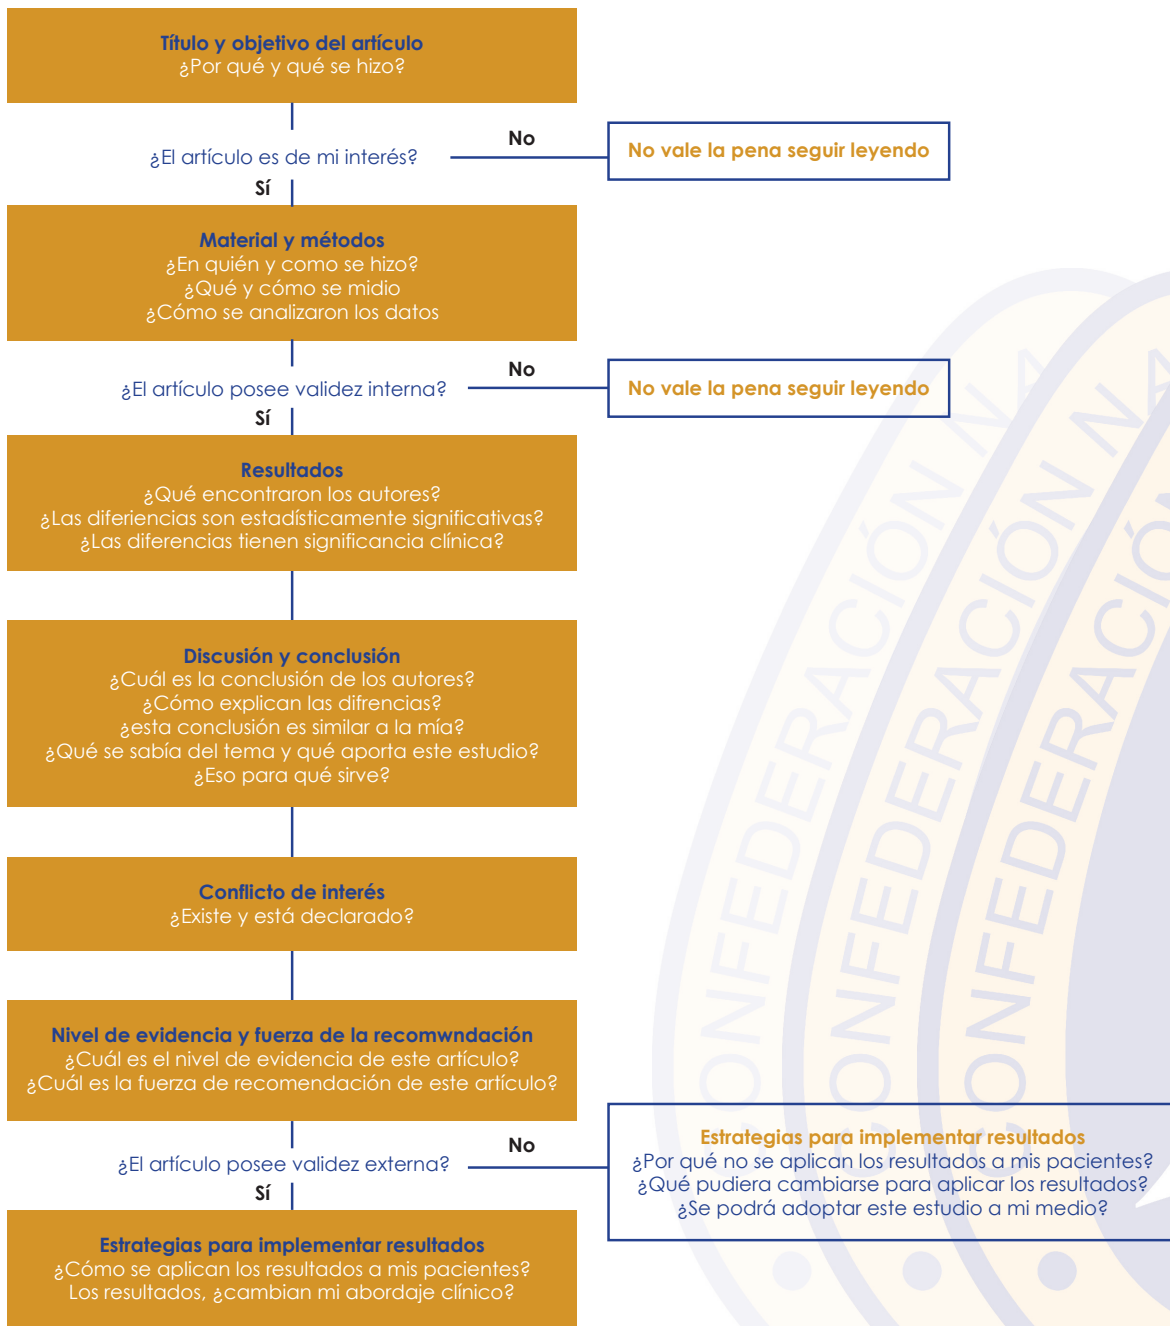 Título y objetivo del artículo
¿Por qué y qué se hizo?
¿El artículo es de mi interés?
No
No vale la pena seguir leyendo
Sí
Material y métodos
¿En quién y como se hizo?
¿Qué y cómo se midio
¿Cómo se analizaron los datos
¿El artículo posee validez interna?
No
No vale la pena seguir leyendo
Sí
Resultados
¿Qué encontraron los autores?
¿Las diferiencias son estadísticamente significativas?
¿Las diferencias tienen significancia clínica?
Discusión y conclusión
¿Cuál es la conclusión de los autores?
¿Cómo explican las difrencias?
¿esta conclusión es similar a la mía?
¿Qué se sabía del tema y qué aporta este estudio?
¿Eso para qué sirve?
Conflicto de interés
¿Existe y está declarado?
Nivel de evidencia y fuerza de la recomwndación
¿Cuál es el nivel de evidencia de este artículo?
¿Cuál es la fuerza de recomendación de este artículo?
¿El artículo posee validez externa?
No
Estrategias para implementar resultados
¿Por qué no se aplican los resultados a mis pacientes?
¿Qué pudiera cambiarse para aplicar los resultados?
¿Se podrá adoptar este estudio a mi medio?
Sí
Estrategias para implementar resultados
¿Cómo se aplican los resultados a mis pacientes?
Los resultados, ¿cambian mi abordaje clínico?
CONFEDERACIÓN NA
CONFEDERACIÓN NA
CONFEDERACIÓ